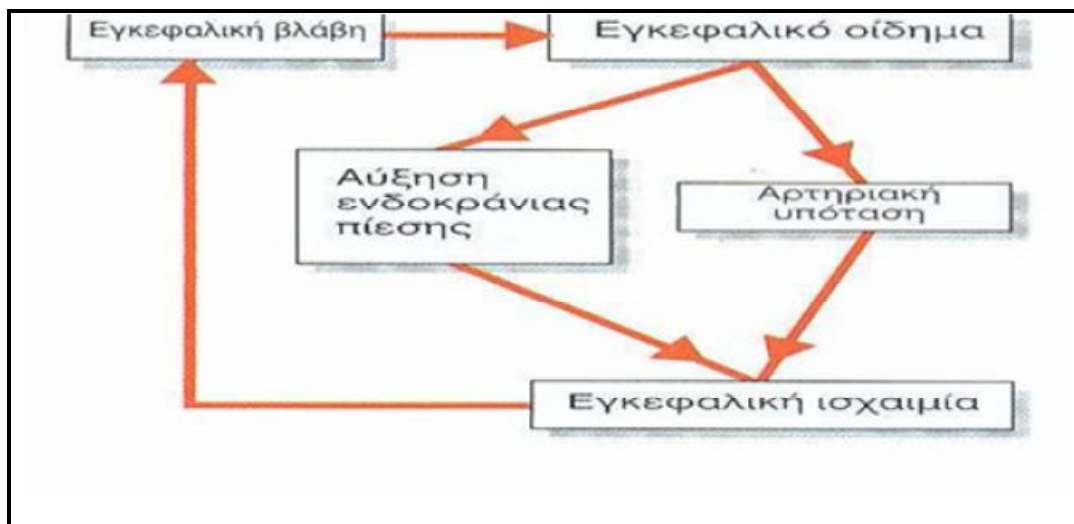 Εγκεφαλική βλάβη
Εγκεφαλικό οίδημα
Αύξηση
ενδοκράνιας
πίεσης
Αρτηριακή
υπόταση
Εγκεφαλική ισχαιμία